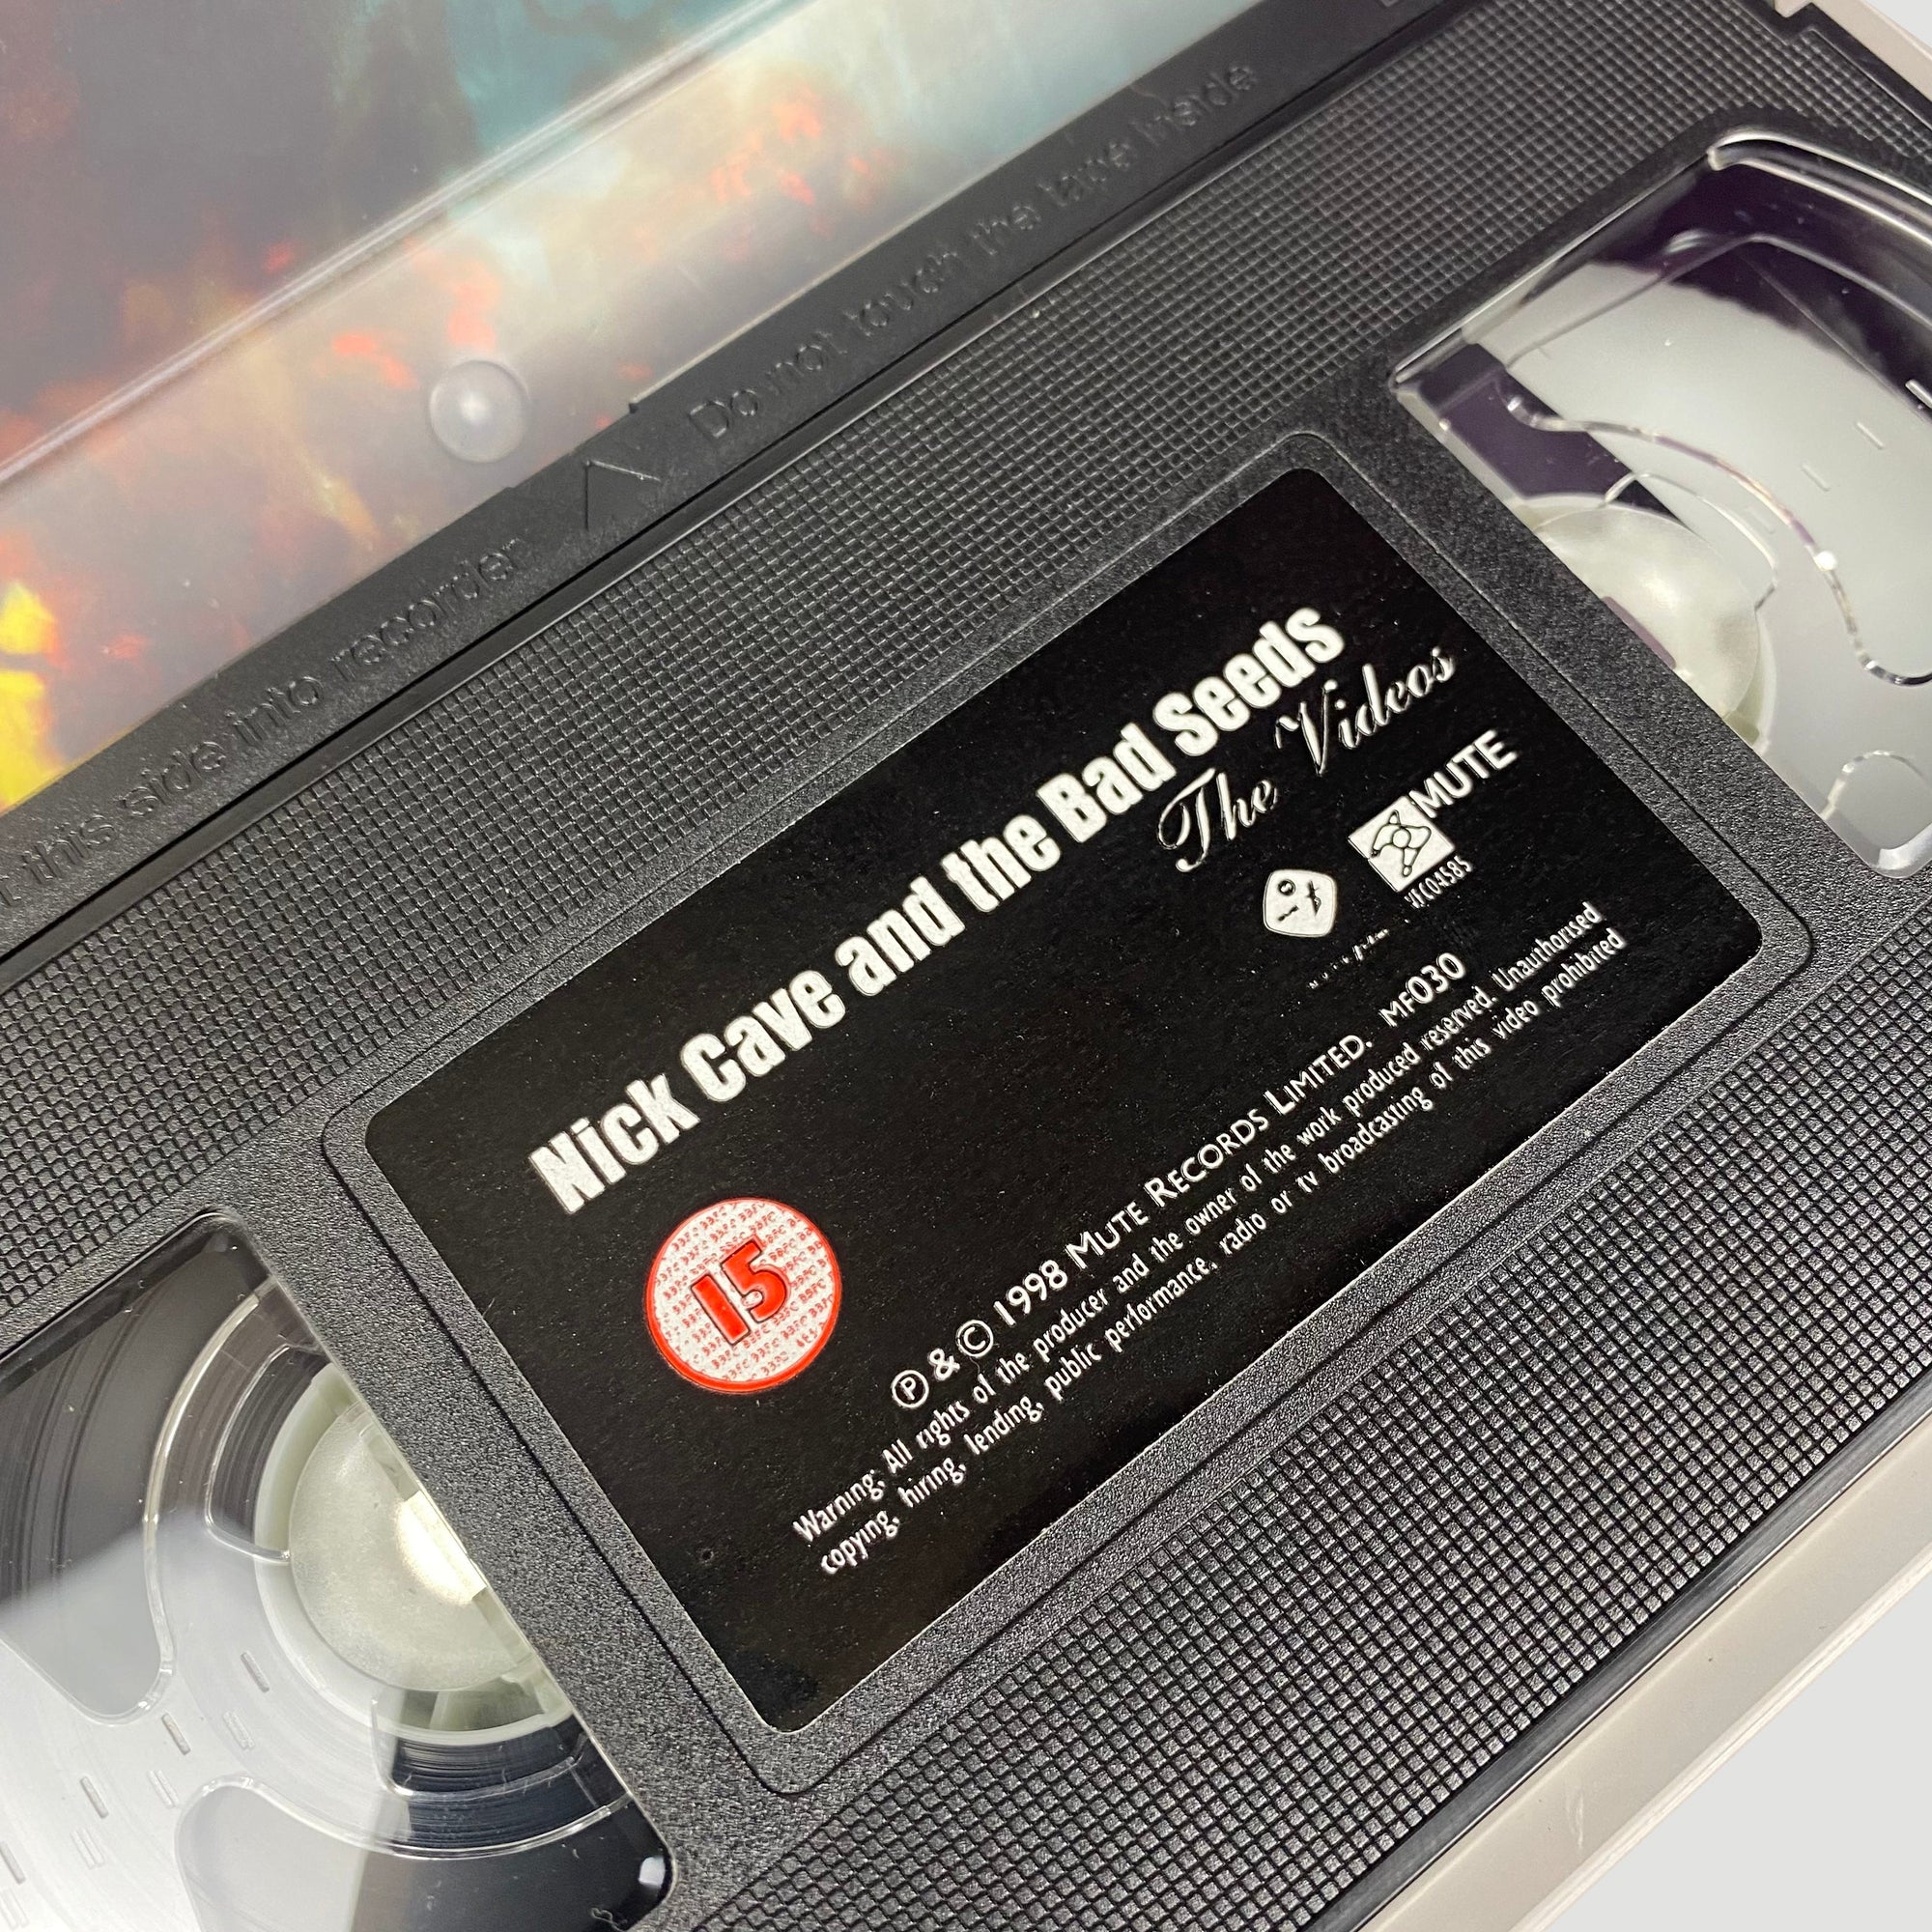 Do not touch the tape inside
this side into recorder
Nick Cave and the Bad Seeds
The Videos
MUTE
VFC04585
15
Ⓟ & © 1998 MUTE RECORDS LIMITED. MF030
Warning: All rights of the producer and the owner of the work produced reserved. Unauthorised
copying, hiring, lending, public performance, radio or tv broadcasting of this video prohibited